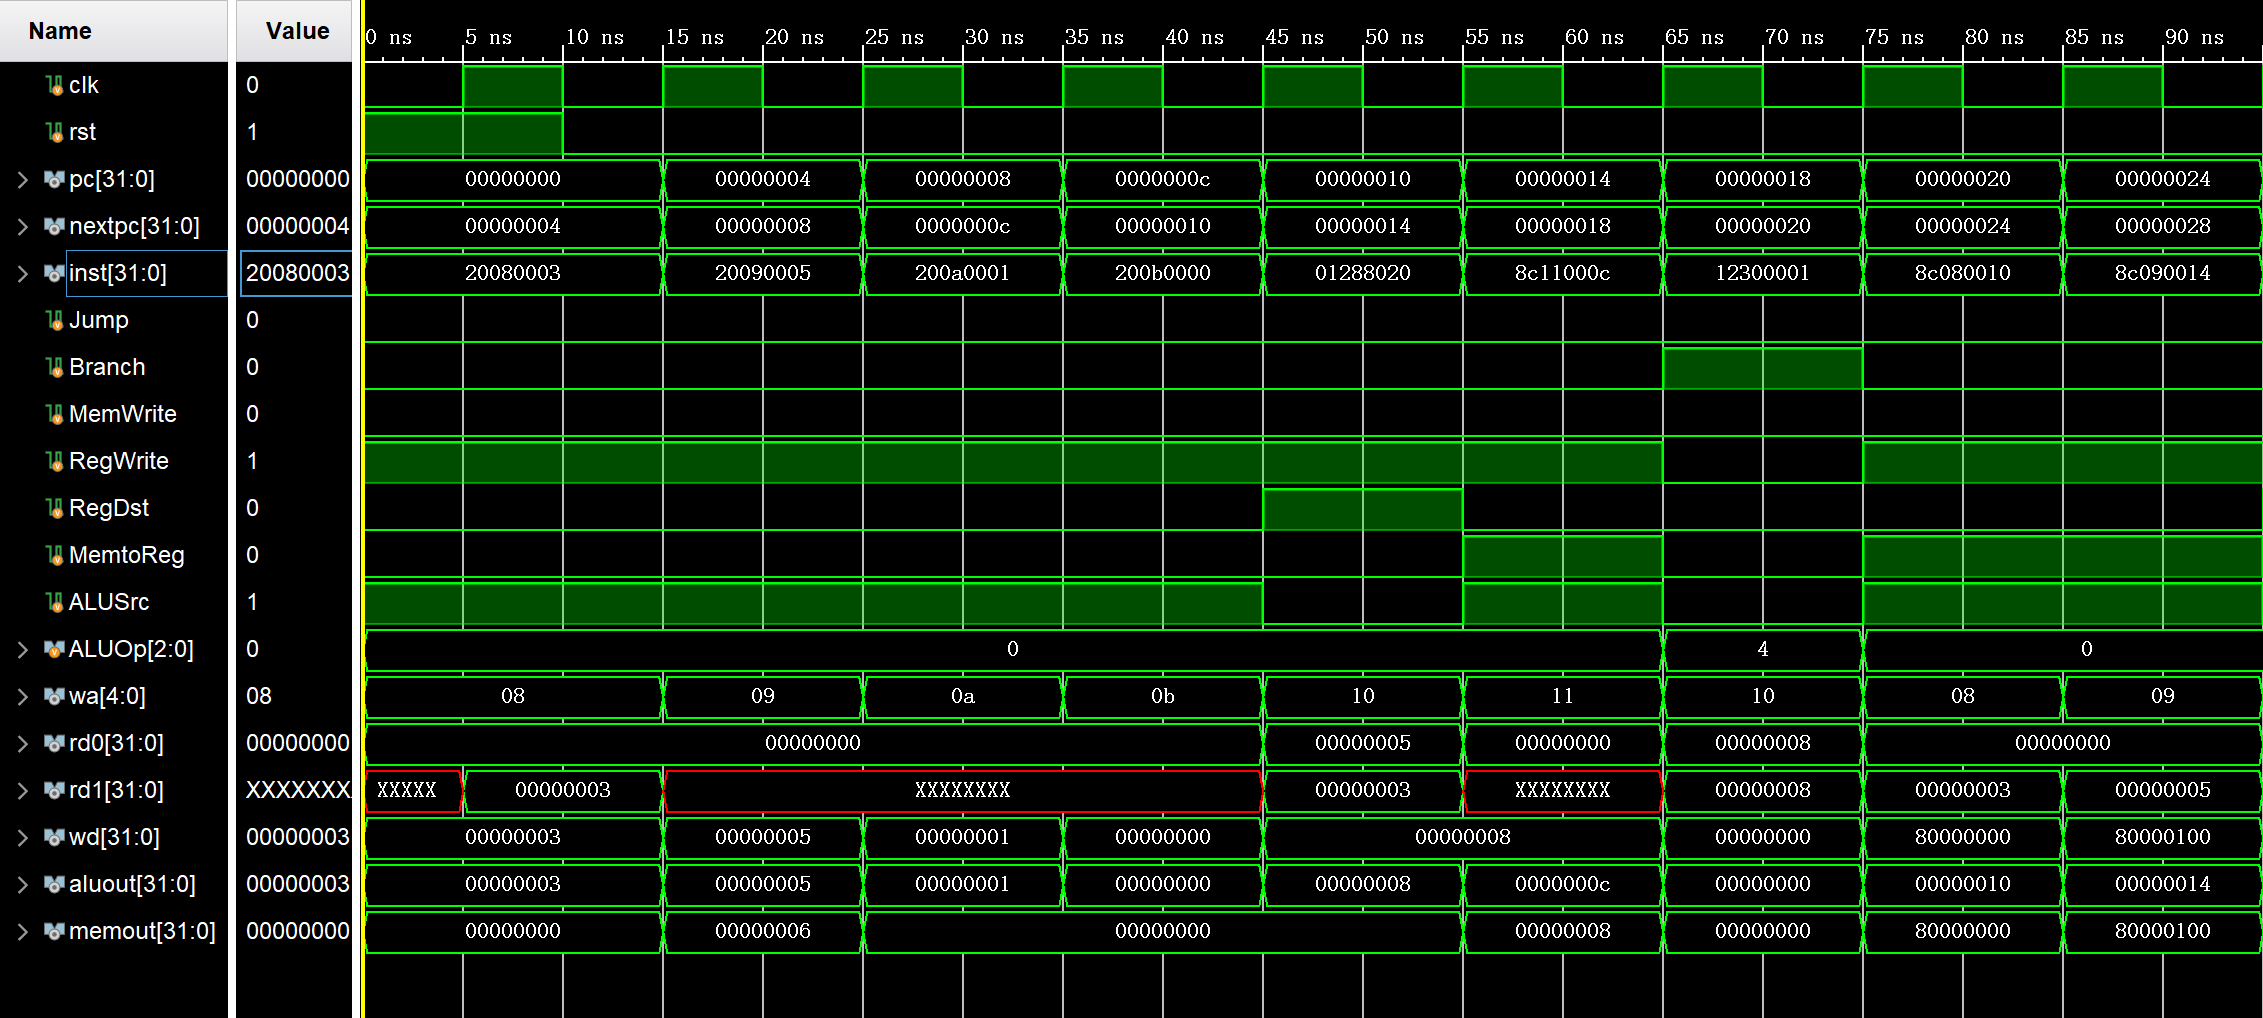 Name Value 0 ns 5 ns 10 ns 15 ns 20 ns 25 ns 30 ns 35 ns 40 ns 45 ns 50 ns 55 ns 60 ns 65 ns 70 ns 75 ns 80 ns 85 ns 90 ns
clk 0
rst 1
pc[31:0] 00000000 00000000 00000004 00000008 0000000c 00000010 00000014 00000018 00000020 00000024
nextpc[31:0] 00000004 00000004 00000008 0000000c 00000010 00000014 00000018 00000020 00000024 00000028
inst[31:0] 20080003 20080003 20090005 200a0001 200b0000 01288020 8c11000c 12300001 8c080010 8c090014
Jump 0
Branch 0
MemWrite 0
RegWrite 1
RegDst 0
MemtoReg 0
ALUSrc 1
ALUOp[2:0] 0 0 4 0
wa[4:0] 08 08 09 0a 0b 10 11 10 08 09
rd0[31:0] 00000000 00000000 00000005 00000000 00000008 00000000
rd1[31:0] XXXXXXX XXXXX 00000003 XXXXXXXX 00000003 XXXXXXXX 00000008 00000003 00000005
wd[31:0] 00000003 00000003 00000005 00000001 00000000 00000008 00000000 80000000 80000100
aluout[31:0] 00000003 00000003 00000005 00000001 00000000 00000008 0000000c 00000000 00000010 00000014
memout[31:0] 00000000 00000000 00000006 00000000 00000008 00000000 80000000 80000100